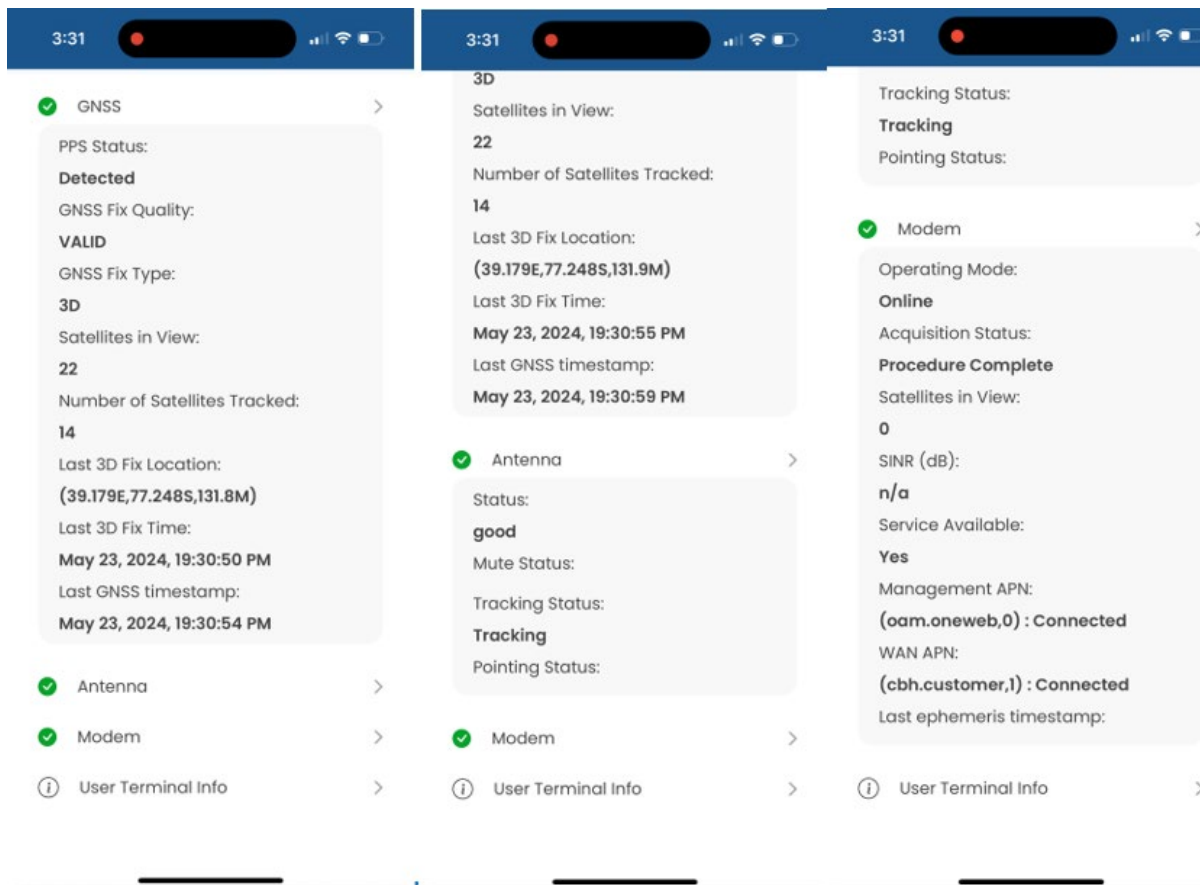 3:31
GNSS
PPS Status:
Detected
GNSS Fix Quality:
VALID
GNSS Fix Type:
3D
Satellites in View:
22
Number of Satellites Tracked:
14
Last 3D Fix Location:
(39.179E,77.248S,131.8M)
Last 3D Fix Time:
May 23, 2024, 19:30:50 PM
Last GNSS timestamp:
May 23, 2024, 19:30:54 PM
Antenna
Modem
User Terminal Info
3:31
3D
Satellites in View:
22
Number of Satellites Tracked:
14
Last 3D Fix Location:
(39.179E,77.248S,131.9M)
Last 3D Fix Time:
May 23, 2024, 19:30:55 PM
Last GNSS timestamp:
May 23, 2024, 19:30:59 PM
Antenna
Status:
good
Mute Status:
Tracking Status:
Tracking
Pointing Status:
Modem
User Terminal Info
3:31
Tracking Status:
Tracking
Pointing Status:
Modem
Operating Mode:
Online
Acquisition Status:
Procedure Complete
Satellites in View:
0
SINR (dB):
n/a
Service Available:
Yes
Management APN:
(oam.oneweb,0) : Connected
WAN APN:
(cbh.customer,1) : Connected
Last ephemeris timestamp:
User Terminal Info